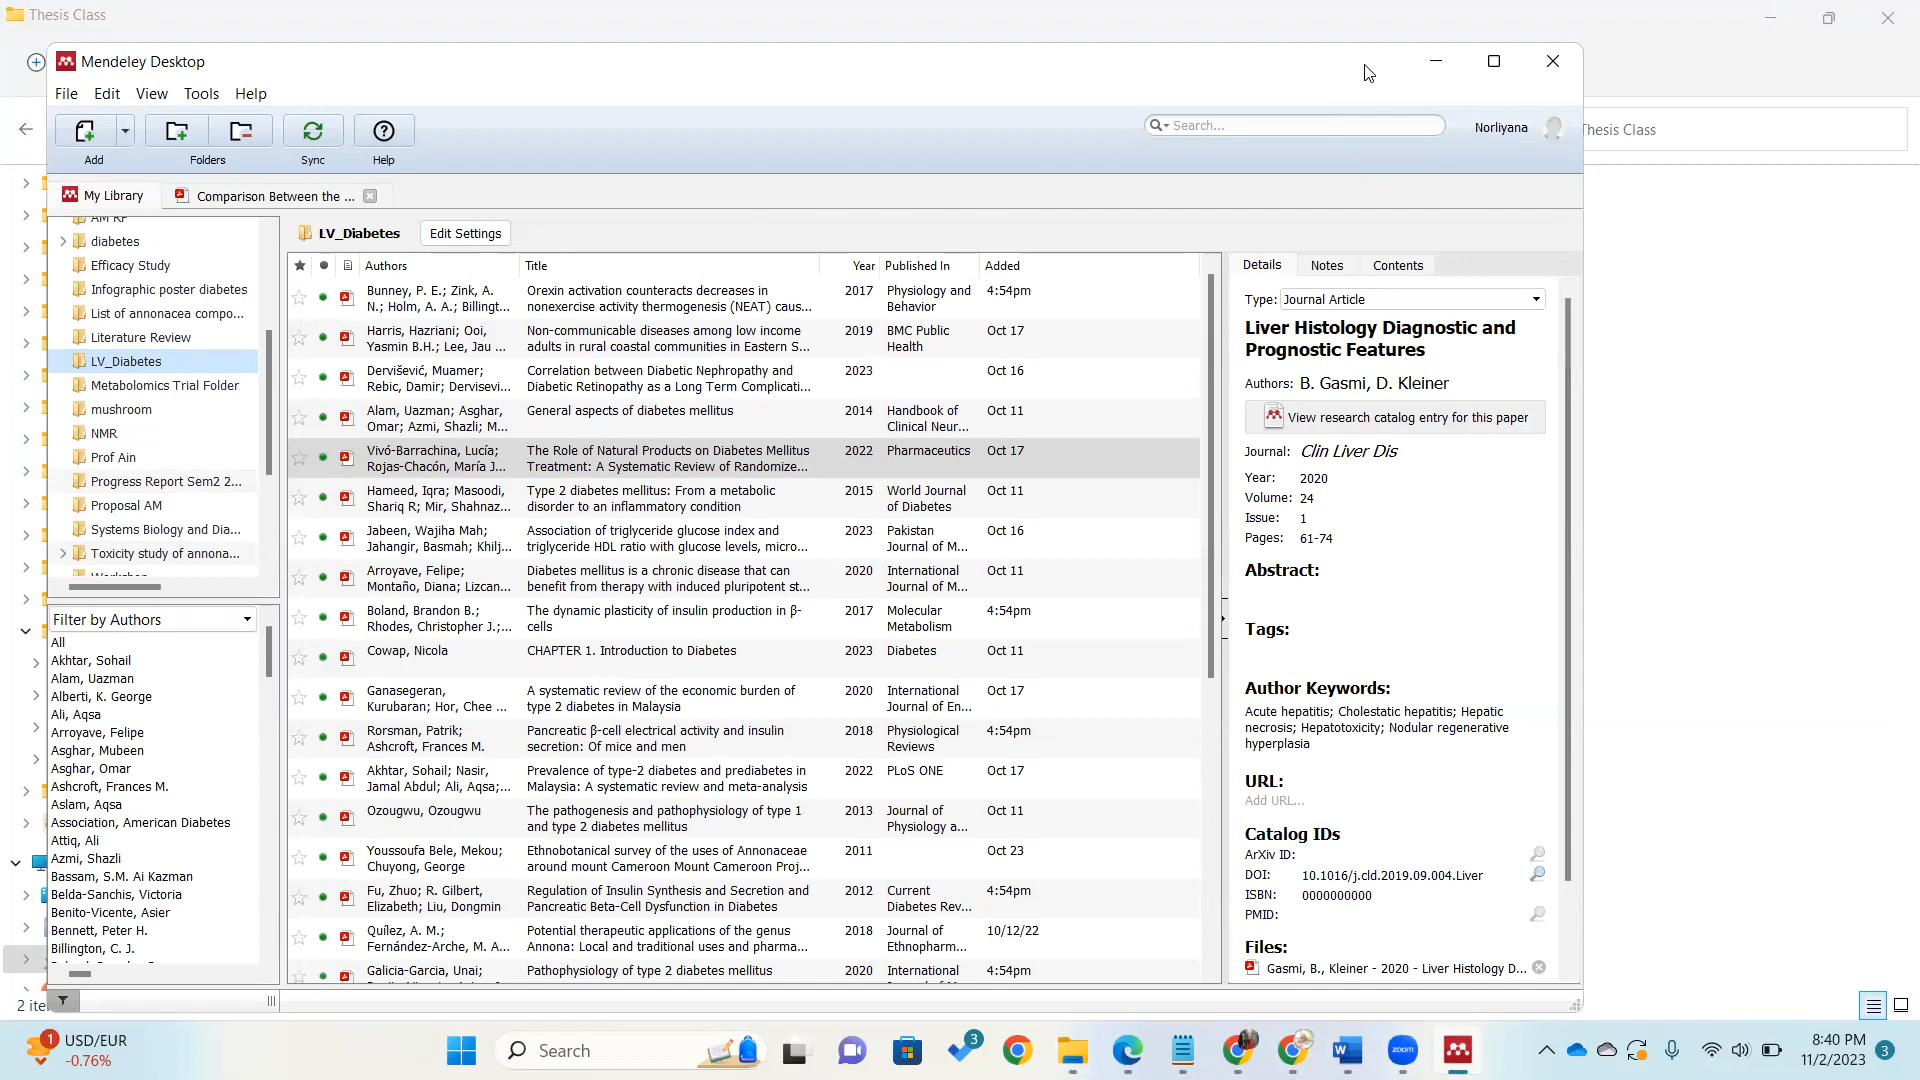 Thesis Class
Mendeley Desktop
File Edit View Tools Help
Search...
Norliyana
Thesis Class
Add
Folders
Sync
Help
My Library
Comparison Between the ...
AM RP
diabetes
Efficacy Study
Infographic poster diabetes
List of annonacea compo...
Literature Review
LV_Diabetes
Metabolomics Trial Folder
mushroom
NMR
Prof Ain
Progress Report Sem2 2...
Proposal AM
Systems Biology and Dia...
Toxicity study of annona...
Filter by Authors
All
Akhtar, Sohail
Alam, Uazman
Alberti, K. George
Ali, Aqsa
Arroyave, Felipe
Asghar, Mubeen
Asghar, Omar
Ashcroft, Frances M.
Aslam, Aqsa
Association, American Diabetes
Attiq, Ali
Azmi, Shazli
Bassam, S.M. Ai Kazman
Belda-Sanchis, Victoria
Benito-Vicente, Asier
Bennett, Peter H.
Billington, C. J.
LV_Diabetes
Edit Settings
Authors Title Year Published In Added
Bunney, P. E.; Zink, A. Orexin activation counteracts decreases in 2017 Physiology and 4:54pm
N.; Holm, A. A.; Billingt... nonexercise activity thermogenesis (NEAT) caus... Behavior
Harris, Hazriani; Ooi, Non-communicable diseases among low income 2019 BMC Public Oct 17
Yasmin B.H.; Lee, Jau ... adults in rural coastal communities in Eastern S... Health
Dervišević, Muamer; Correlation between Diabetic Nephropathy and 2023 Oct 16
Rebic, Damir; Dervisevi... Diabetic Retinopathy as a Long Term Complicati...
Alam, Uazman; Asghar, General aspects of diabetes mellitus 2014 Handbook of Oct 11
Omar; Azmi, Shazli; M... Clinical Neur...
Vivó-Barrachina, Lucía; The Role of Natural Products on Diabetes Mellitus 2022 Pharmaceutics Oct 17
Rojas-Chacón, María J... Treatment: A Systematic Review of Randomize...
Hameed, Iqra; Masoodi, Type 2 diabetes mellitus: From a metabolic 2015 World Journal Oct 11
Shariq R; Mir, Shahnaz... disorder to an inflammatory condition of Diabetes
Jabeen, Wajiha Mah; Association of triglyceride glucose index and 2023 Pakistan Oct 16
Jahangir, Basmah; Khilj... triglyceride HDL ratio with glucose levels, micro... Journal of M...
Arroyave, Felipe; Diabetes mellitus is a chronic disease that can 2020 International Oct 11
Montaño, Diana; Lizcan... benefit from therapy with induced pluripotent st... Journal of M...
Boland, Brandon B.; The dynamic plasticity of insulin production in β- 2017 Molecular 4:54pm
Rhodes, Christopher J.;... cells Metabolism
Cowap, Nicola CHAPTER 1. Introduction to Diabetes 2023 Diabetes Oct 11
Ganasegeran, A systematic review of the economic burden of 2020 International Oct 17
Kurubaran; Hor, Chee ... type 2 diabetes in Malaysia Journal of En...
Rorsman, Patrik; Pancreatic β-cell electrical activity and insulin 2018 Physiological 4:54pm
Ashcroft, Frances M. secretion: Of mice and men Reviews
Akhtar, Sohail; Nasir, Prevalence of type-2 diabetes and prediabetes in 2022 PLoS ONE Oct 17
Jamal Abdul; Ali, Aqsa;... Malaysia: A systematic review and meta-analysis
Ozougwu, Ozougwu The pathogenesis and pathophysiology of type 1 2013 Journal of Oct 11
and type 2 diabetes mellitus Physiology a...
Youssoufa Bele, Mekou; Ethnobotanical survey of the uses of Annonaceae 2011 Oct 23
Chuyong, George around mount Cameroon Mount Cameroon Proj...
Fu, Zhuo; R. Gilbert, Regulation of Insulin Synthesis and Secretion and 2012 Current 4:54pm
Elizabeth; Liu, Dongmin Pancreatic Beta-Cell Dysfunction in Diabetes Diabetes Rev...
Quílez, A. M.; Potential therapeutic applications of the genus 2018 Journal of 10/12/22
Fernández-Arche, M. A... Annona: Local and traditional uses and pharma... Ethnopharm...
Galicia-Garcia, Unai; Pathophysiology of type 2 diabetes mellitus 2020 International 4:54pm
Details Notes Contents
Type: Journal Article
Liver Histology Diagnostic and
Prognostic Features
Authors: B. Gasmi, D. Kleiner
View research catalog entry for this paper
Journal: Clin Liver Dis
Year: 2020
Volume: 24
Issue: 1
Pages: 61-74
Abstract:
Tags:
Author Keywords:
Acute hepatitis; Cholestatic hepatitis; Hepatic
necrosis; Hepatotoxicity; Nodular regenerative
hyperplasia
URL:
Add URL...
Catalog IDs
ArXiv ID:
DOI: 10.1016/j.cld.2019.09.004.Liver
ISBN: 0000000000
PMID:
Files:
Gasmi, B., Kleiner - 2020 - Liver Histology D...
2 ite
1
USD/EUR
-0.76%
Search
3
W
zoom
8:40 PM
11/2/2023
3